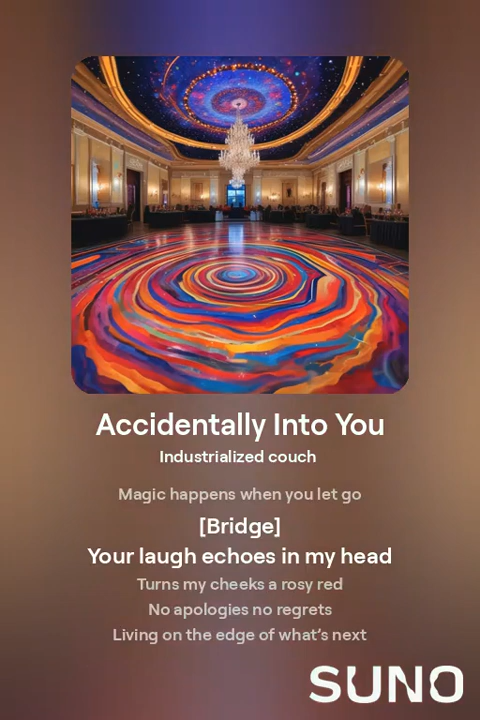 Accidentally Into You
Industrialized couch
Magic happens when you let go
[Bridge]
Your laugh echoes in my head
Turns my cheeks a rosy red
No apologies no regrets
Living on the edge of what's next
SUNO